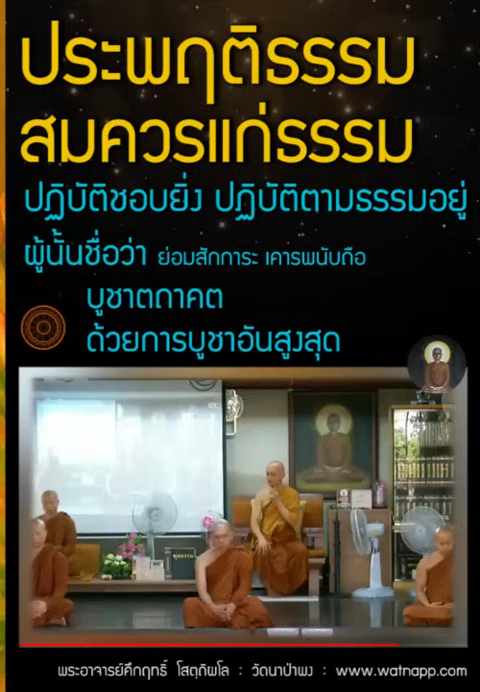 ประพฤติธรรม
สมควรแก่ธรรม
ปฏิบัติชอบยิ่ง ปฏิบัติตามธรรมอยู่
ผู้นั้นชื่อว่า ย่อมสักการะ เคารพนับถือ
บูชาตถาคต
ด้วยการบูชาอันสูงสุด
พระอาจารย์คึกฤทธิ์ โสตฺถิผโล : วัดนาป่าพง : www.watnapp.com